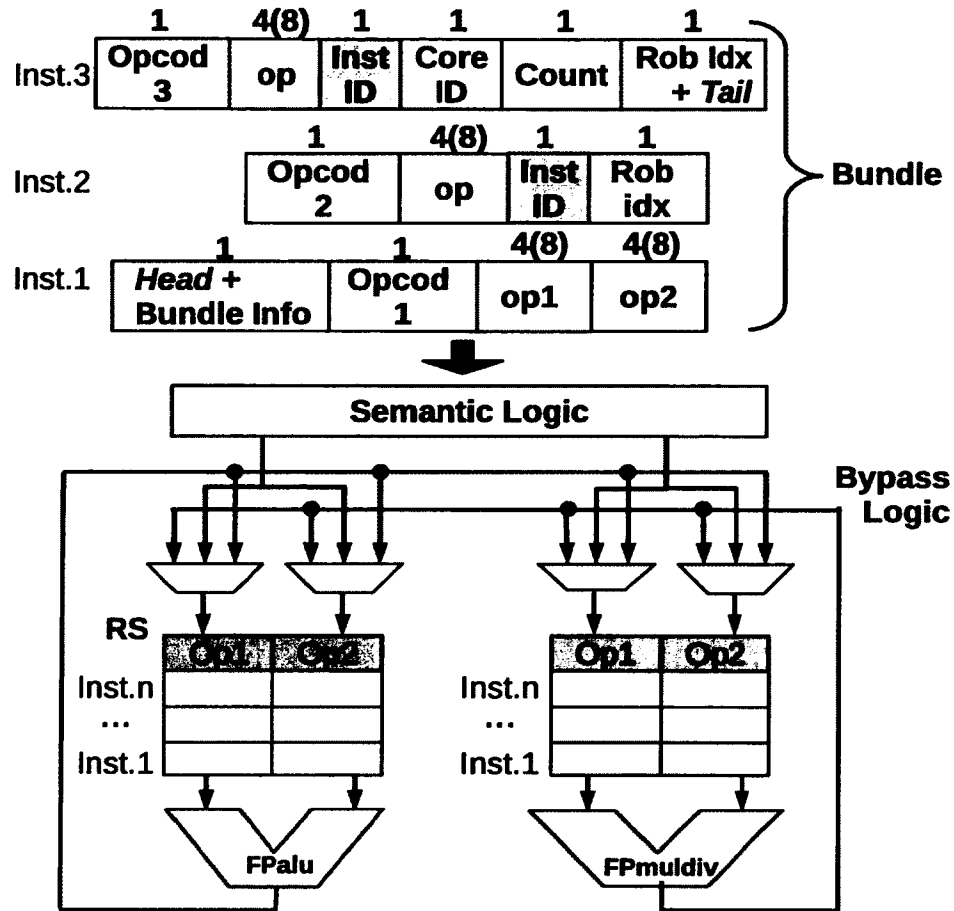 1 4(8) 1 1 1 1
Inst.3 Opcod 3 op Inst ID Core ID Count Rob Idx + Tail
1 4(8) 1 1
Inst.2 Opcod 2 op Inst ID Rob idx
Bundle
1 1 4(8) 4(8)
Inst.1 Head + Bundle Info Opcod 1 op1 op2
Semantic Logic
Bypass
Logic
RS
Op1 Op2 Op1 Op2
Inst.n Inst.n
... ...
Inst.1 Inst.1
FPalu FPmuldiv